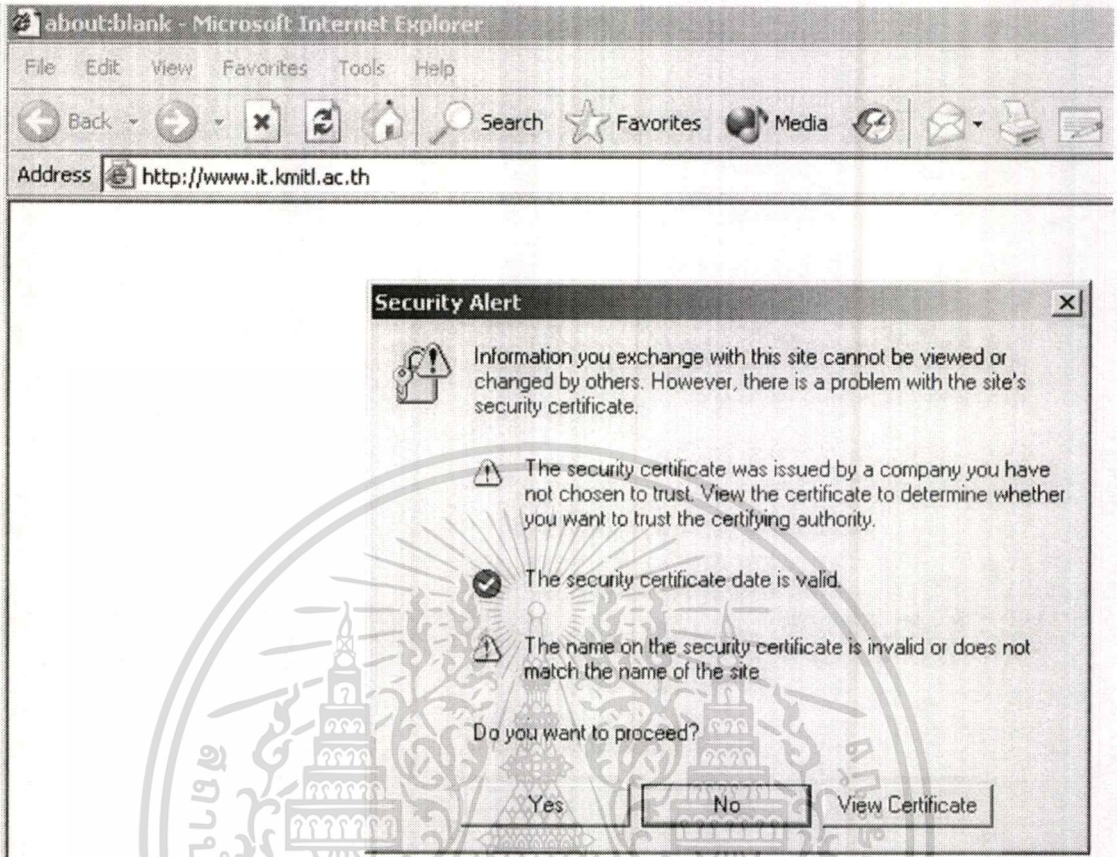 about:blank - Microsoft Internet Explorer
File Edit View Favorites Tools Help
Back Search Favorites Media
Address http://www.it.kmitl.ac.th
Security Alert
Information you exchange with this site cannot be viewed or
changed by others. However, there is a problem with the site's
security certificate.
The security certificate was issued by a company you have
not chosen to trust. View the certificate to determine whether
you want to trust the certifying authority.
The security certificate date is valid.
The name on the security certificate is invalid or does not
match the name of the site
Do you want to proceed?
Yes No View Certificate